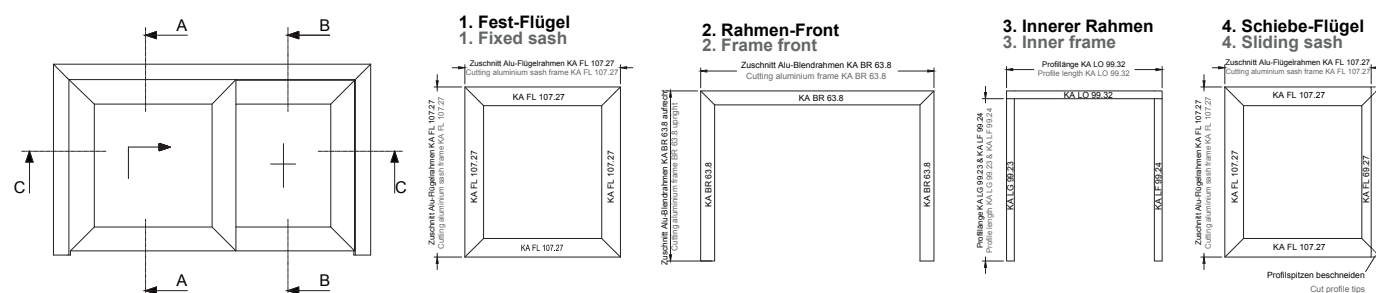 A
B
C
C
A
B
1. Fest-Flügel
1. Fixed sash
Zuschnitt Alu-Flügelrahmen KA FL 107.27
Cutting aluminium sash frame KA FL 107.27
Zuschnitt Alu-Flügelrahmen KA FL 107.27
Cutting aluminium sash frame KA FL 107.27
KA FL 107.27
KA FL 107.27
KA FL 107.27
KA FL 107.27
2. Rahmen-Front
2. Frame front
Zuschnitt Alu-Blendrahmen KA BR 63.8
Cutting aluminium frame KA BR 63.8
Zuschnitt Alu-Blendrahmen KA BR 63.8 aufrecht
Cutting aluminium frame BR 63.8 upright
KA BR 63.8
KA BR 63.8
KA BR 63.8
3. Innerer Rahmen
3. Inner frame
Profillänge KA LO 99.32
Profile length KA LO 99.32
Profillänge KA LG 99.23 & KA LF 99.24
Profile length KA LG 99.23 & KA LF 99.24
KA LO 99.32
KA LG 99.23
KA LF 99.24
4. Schiebe-Flügel
4. Sliding sash
Zuschnitt Alu-Flügelrahmen KA FL 107.27
Cutting aluminium sash frame KA FL 107.27
Zuschnitt Alu-Flügelrahmen KA FL 107.27
Cutting aluminium sash frame KA FL 107.27
KA FL 107.27
KA FL 107.27
KA FL 69.27
KA FL 107.27
Profilspitzen beschneiden
Cut profile tips